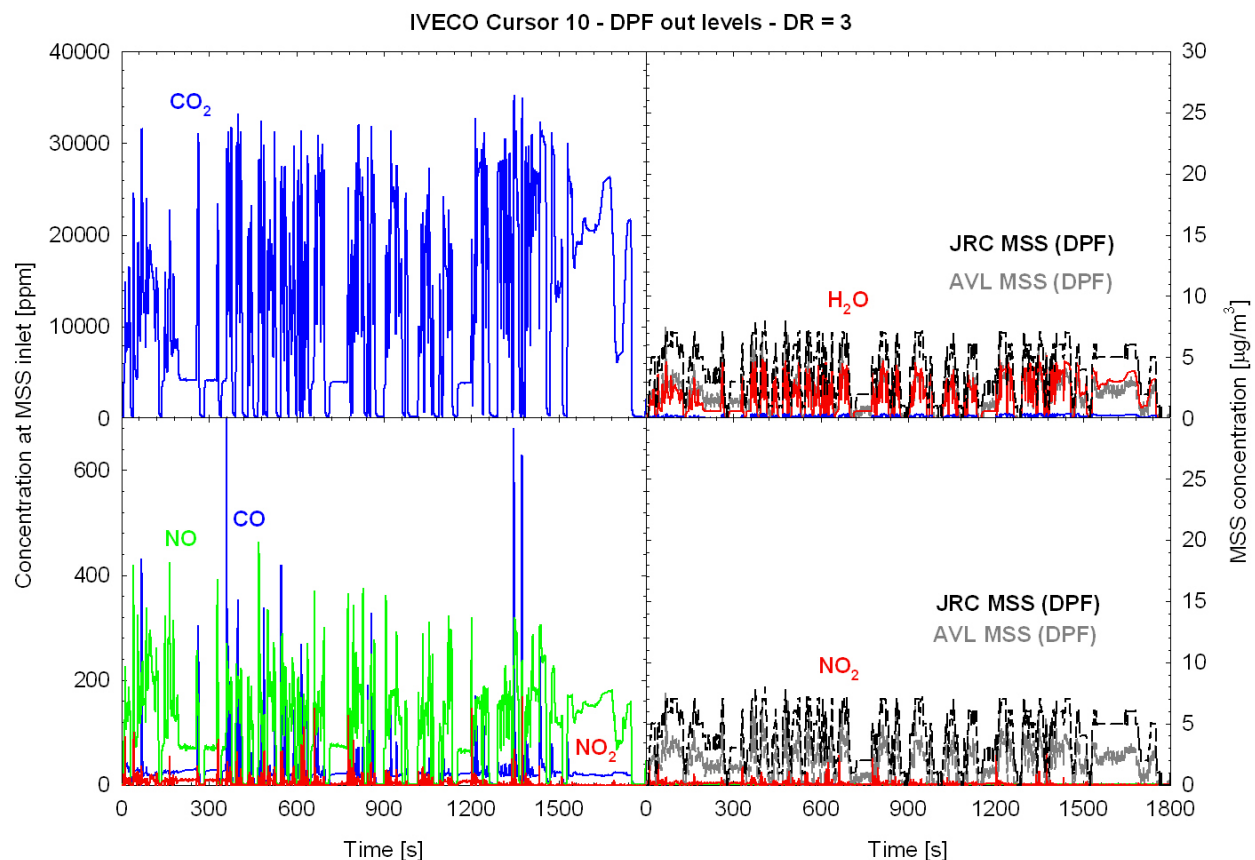 IVECO Cursor 10 - DPF out levels - DR = 3
40000
30000
20000
10000
0
CO₂
30
25
20
15
10
5
0
JRC MSS (DPF)
AVL MSS (DPF)
H₂O
Concentration at MSS inlet [ppm]
MSS concentration [µg/m³]
600
400
200
0
NO
CO
NO₂
25
20
15
10
5
0
JRC MSS (DPF)
AVL MSS (DPF)
NO₂
0 300 600 900 1200 1500
0 300 600 900 1200 1500 1800
Time [s]
Time [s]